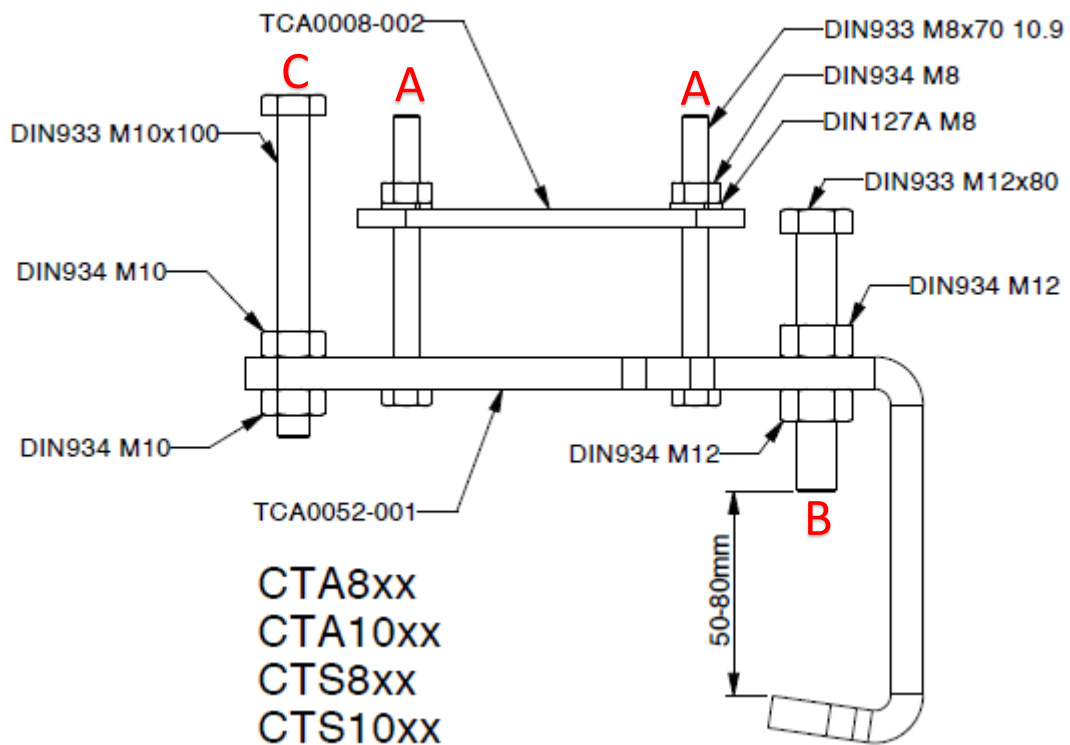 TCA0008-002
DIN933 M8x70 10.9
C
A
A
DIN934 M8
DIN933 M10x100
DIN127A M8
DIN933 M12x80
DIN934 M10
DIN934 M12
DIN934 M10
DIN934 M12
TCA0052-001
B
50-80mm
CTA8xx
CTA10xx
CTS8xx
CTS10xx